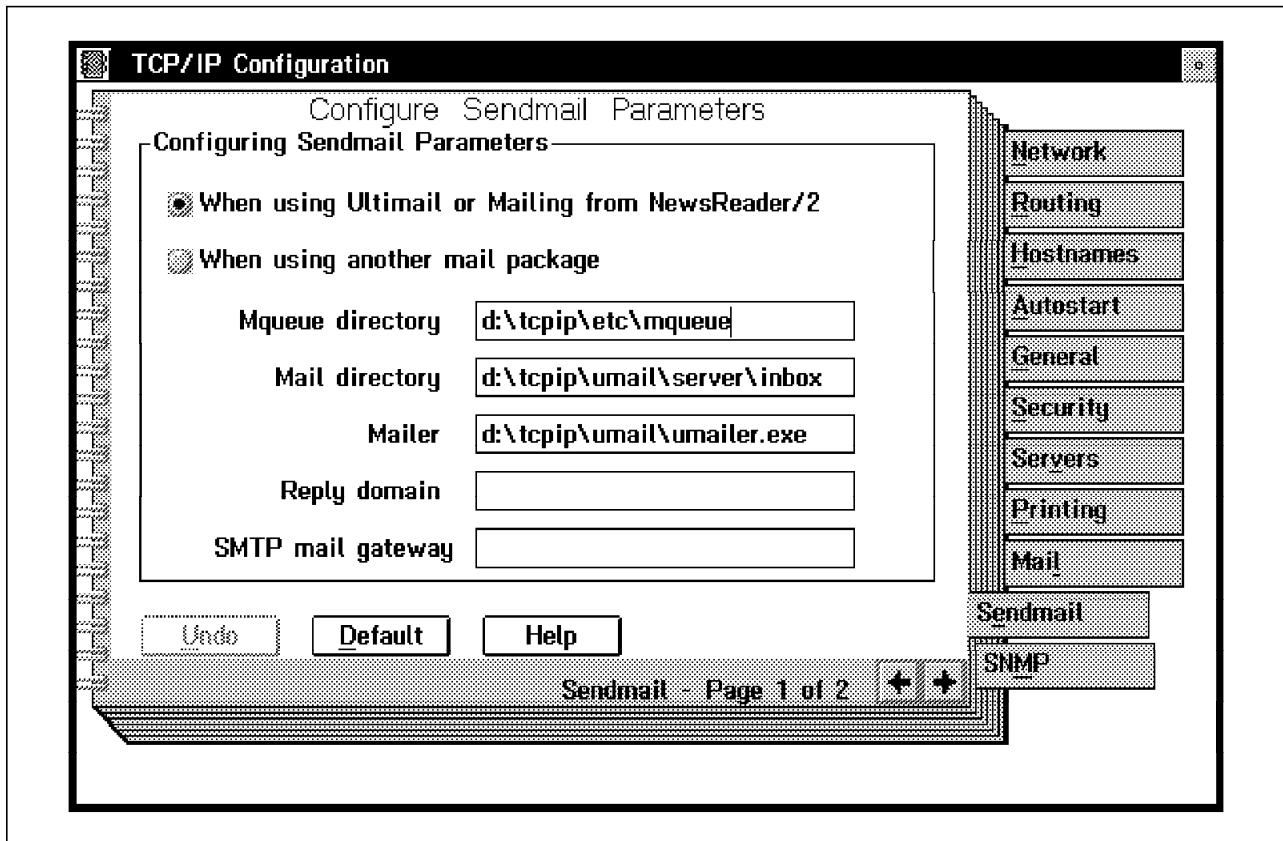 TCP/IP Configuration
Configure Sendmail Parameters
Configuring Sendmail Parameters
When using Ultimail or Mailing from NewsReader/2
When using another mail package
Mqueue directory d:\tcpip\etc\mqueue
Mail directory d:\tcpip\umail\server\inbox
Mailer d:\tcpip\umail\umailer.exe
Reply domain
SMTP mail gateway
Undo Default Help
Sendmail - Page 1 of 2
Network
Routing
Hostnames
Autostart
General
Security
Servers
Printing
Mail
Sendmail
SNMP